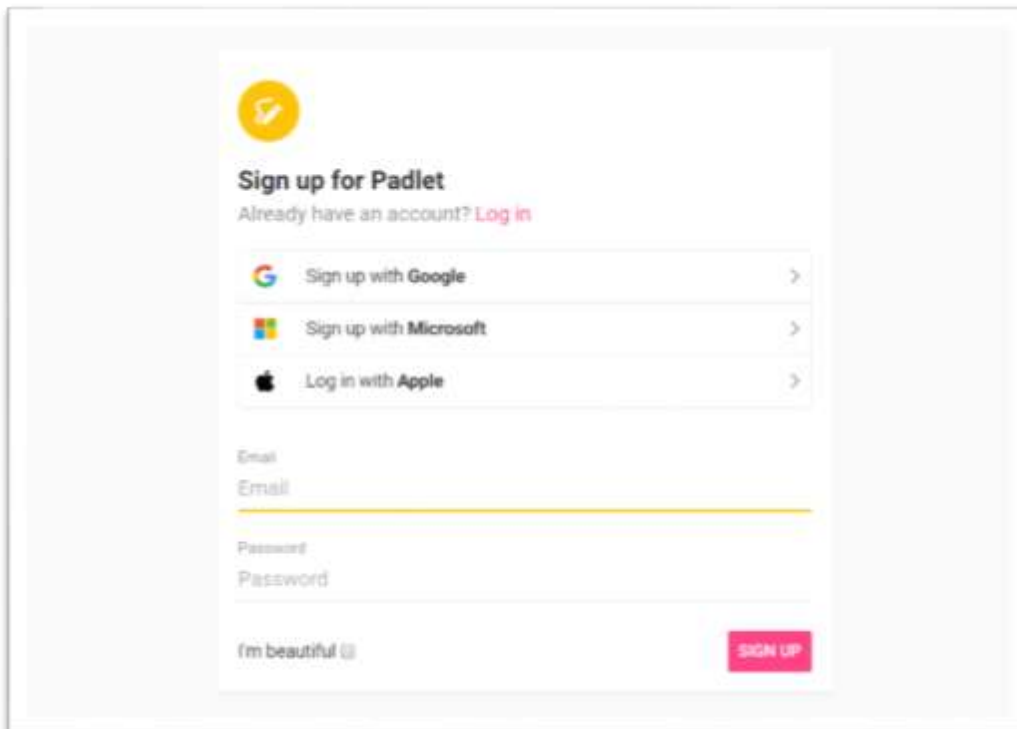 Sign up for Padlet
Already have an account? Log in
Sign up with Google
Sign up with Microsoft
Log in with Apple
Email
Email
Password
Password
I'm beautiful
SIGN UP